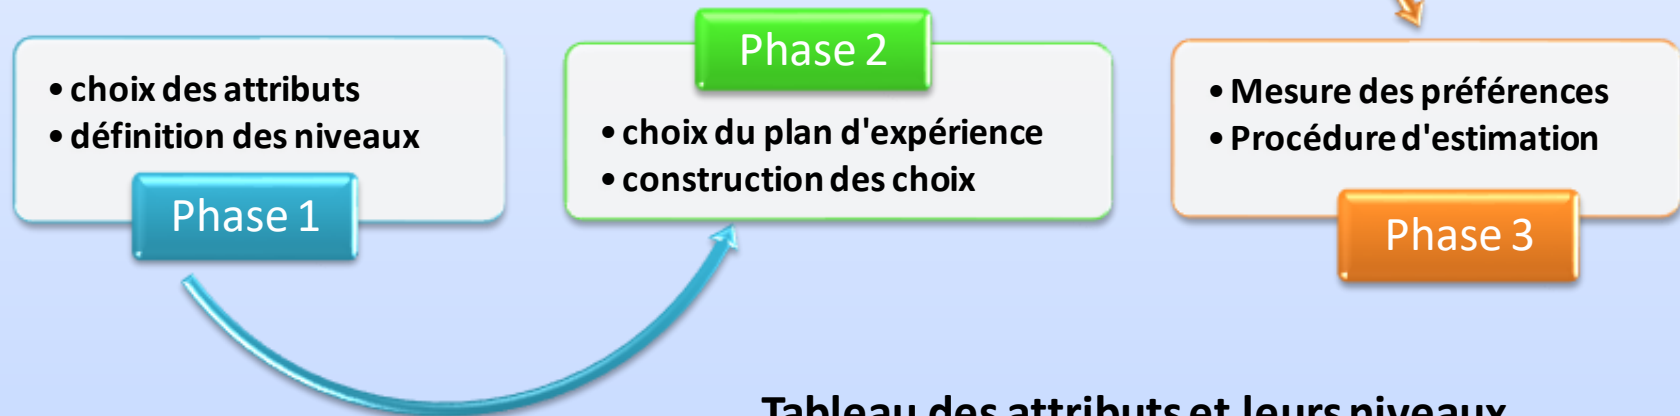 • choix des attributs
• définition des niveaux
Phase 1
Phase 2
• choix du plan d'expérience
• construction des choix
• Mesure des préférences
• Procédure d'estimation
Phase 3
Tableau des attributs et leurs niveaux